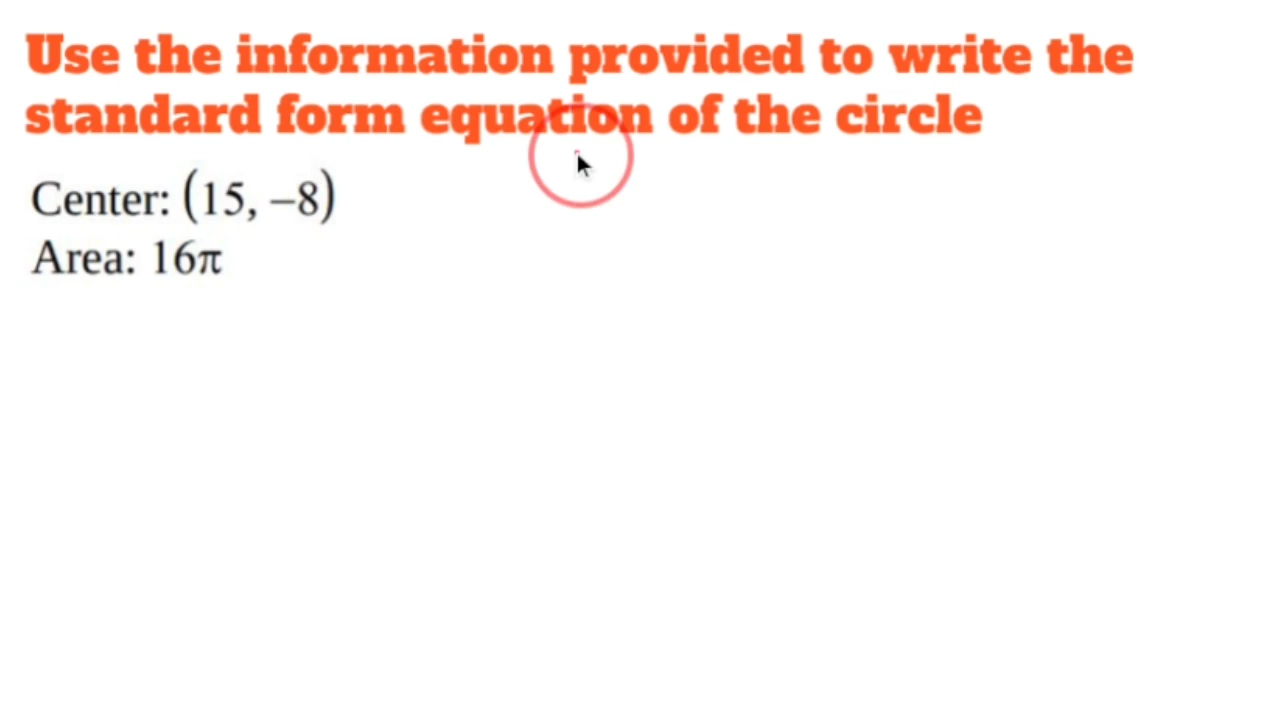 Use the information provided to write the
standard form equation of the circle
Center: (15, –8)
Area: 16π